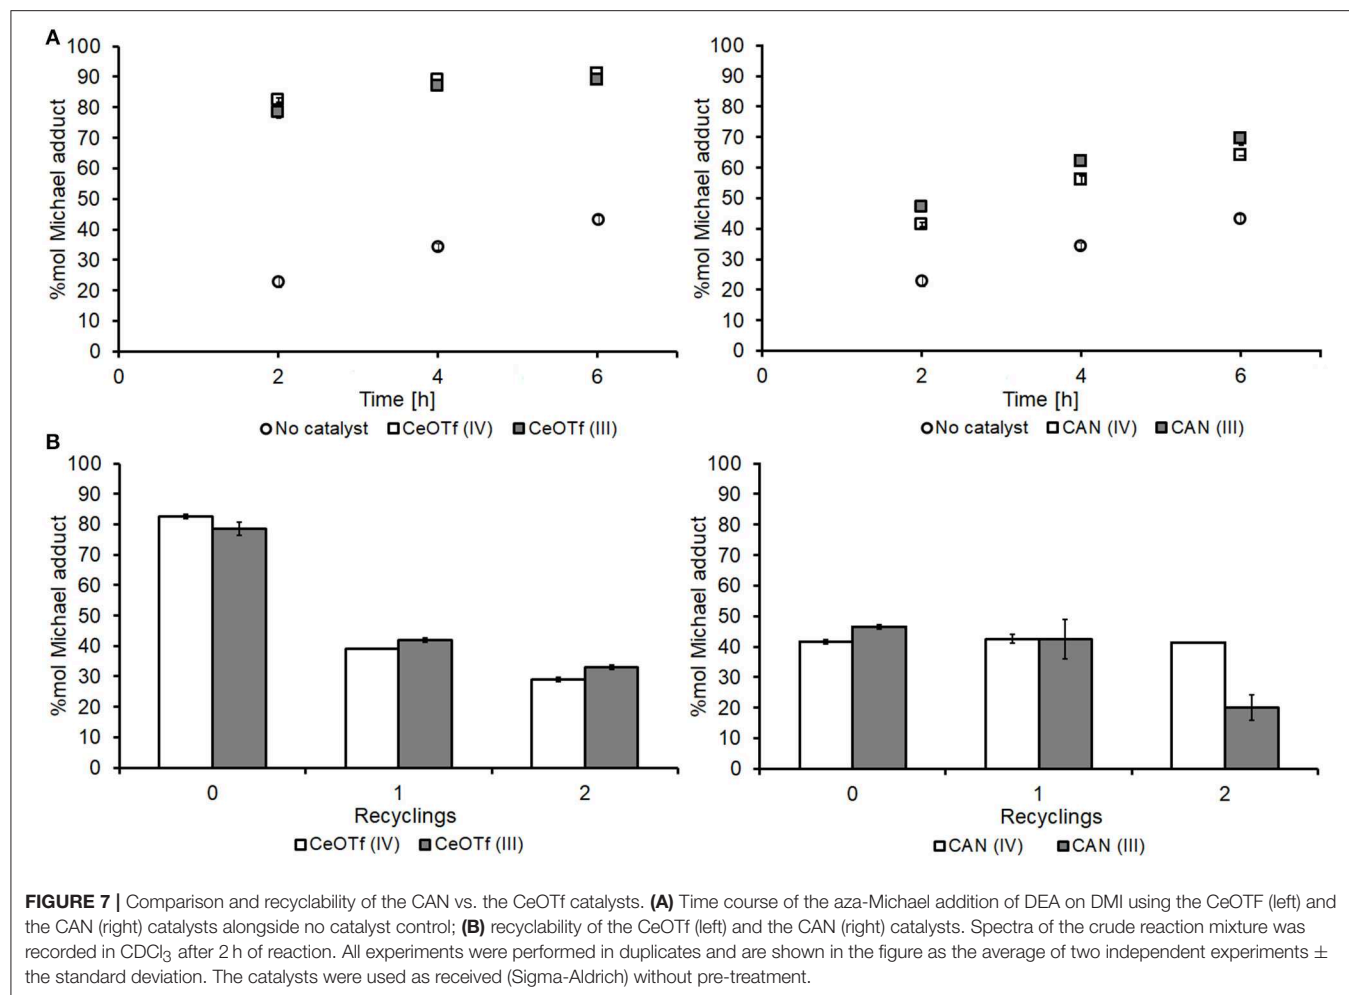 A
100
90
80
70
60
50
40
30
20
10
0
%mol Michael adduct
0 2 4 6
Time [h]
No catalyst CeOTf (IV) CeOTf (III)
100
90
80
70
60
50
40
30
20
10
0
%mol Michael adduct
0 2 4 6
Time [h]
No catalyst CAN (IV) CAN (III)
B
100
90
80
70
60
50
40
30
20
10
0
%mol Michael adduct
0 1 2
Recyclings
CeOTf (IV) CeOTf (III)
100
90
80
70
60
50
40
30
20
10
0
%mol Michael adduct
0 1 2
Recyclings
CAN (IV) CAN (III)
FIGURE 7 | Comparison and recyclability of the CAN vs. the CeOTf catalysts. (A) Time course of the aza-Michael addition of DEA on DMI using the CeOTF (left) and
the CAN (right) catalysts alongside no catalyst control; (B) recyclability of the CeOTf (left) and the CAN (right) catalysts. Spectra of the crude reaction mixture was
recorded in CDCl₃ after 2 h of reaction. All experiments were performed in duplicates and are shown in the figure as the average of two independent experiments ±
the standard deviation. The catalysts were used as received (Sigma-Aldrich) without pre-treatment.